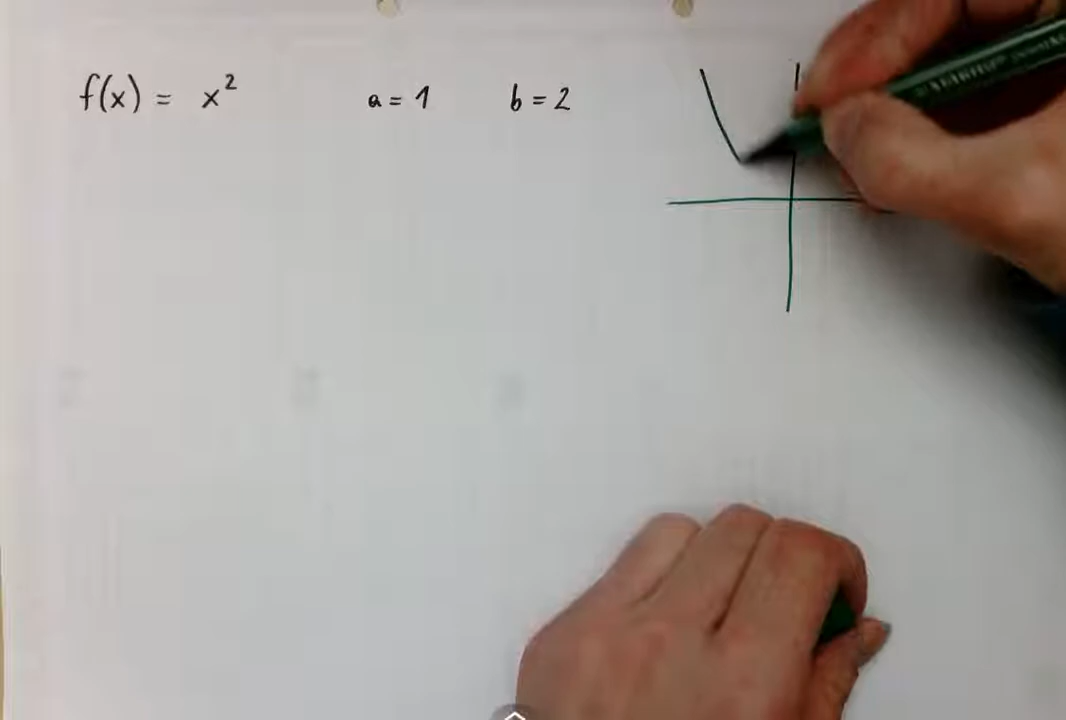 f(x) = x² a = 1 b = 2